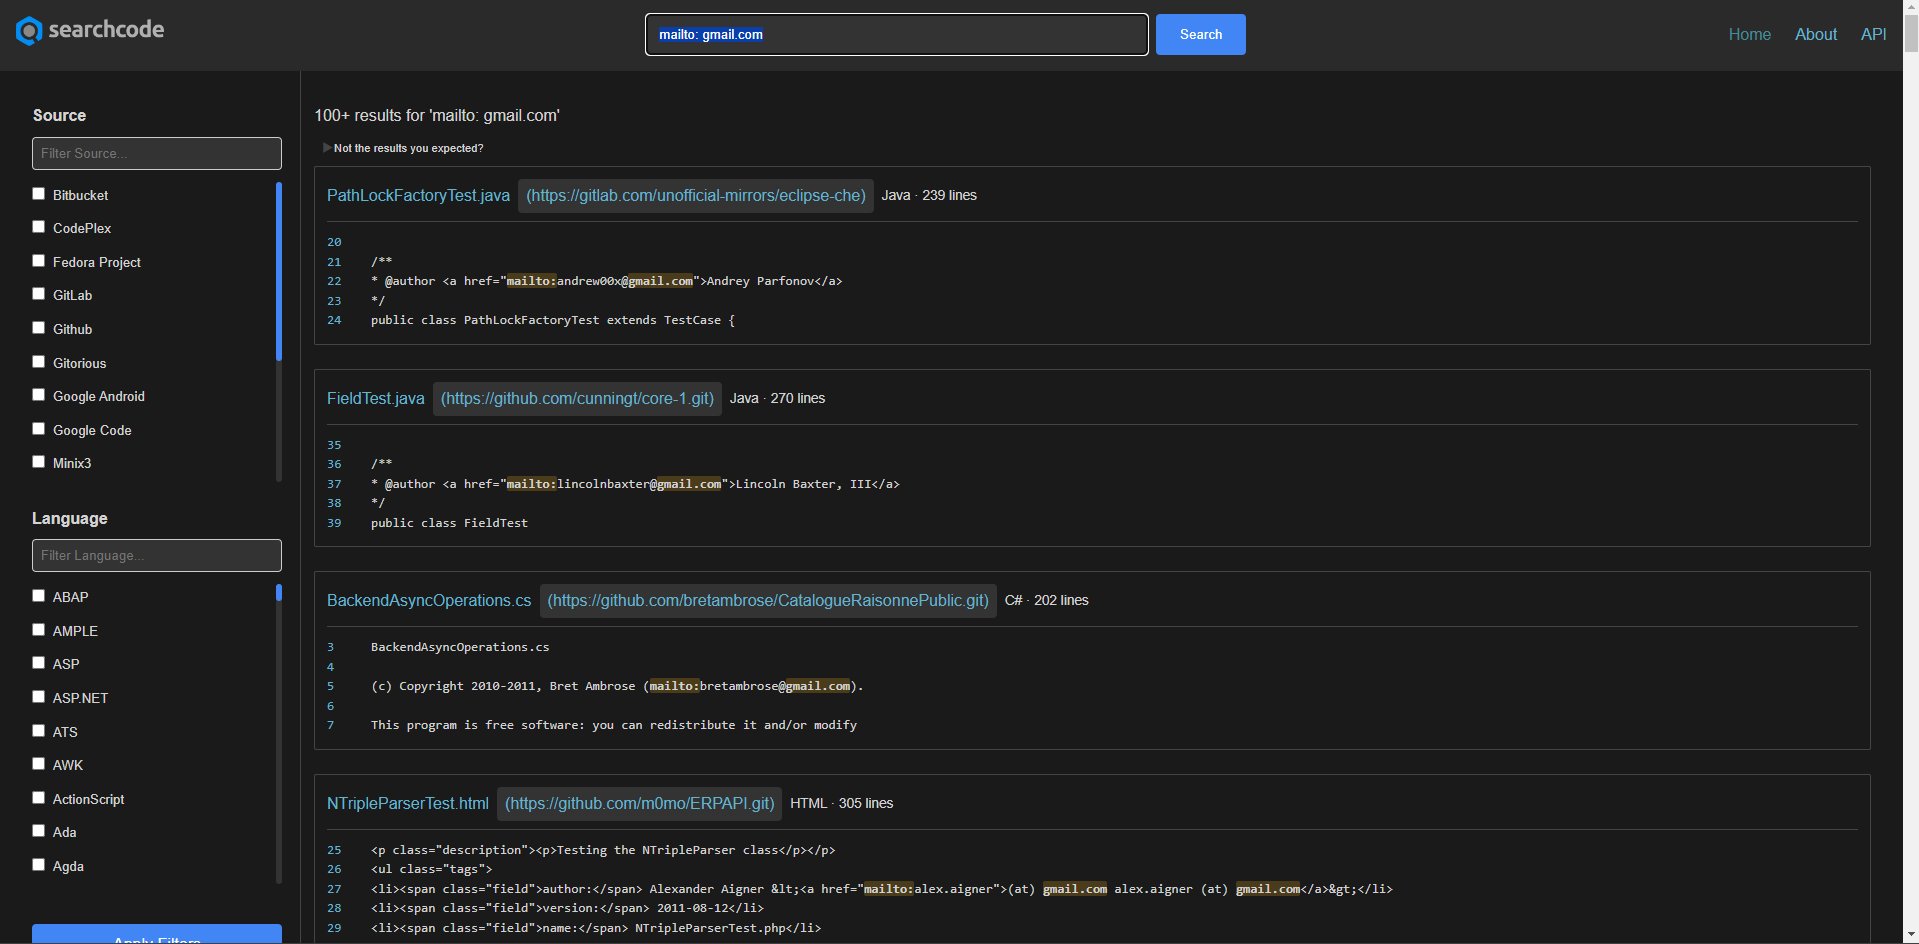 searchcode
mailto: gmail.com
Search
Home About API
Source
Filter Source...
Bitbucket
CodePlex
Fedora Project
GitLab
Github
Gitorious
Google Android
Google Code
Minix3
Language
Filter Language...
ABAP
AMPLE
ASP
ASP.NET
ATS
AWK
ActionScript
Ada
Agda
Apply Filters
100+ results for 'mailto: gmail.com'
Not the results you expected?
PathLockFactoryTest.java (https://gitlab.com/unofficial-mirrors/eclipse-che) Java · 239 lines
20
21 /**
22 * @author <a href="mailto:andrew00x@gmail.com">Andrey Parfonov</a>
23 */
24 public class PathLockFactoryTest extends TestCase {
FieldTest.java (https://github.com/cunningt/core-1.git) Java · 270 lines
35
36 /**
37 * @author <a href="mailto:lincolnbaxter@gmail.com">Lincoln Baxter, III</a>
38 */
39 public class FieldTest
BackendAsyncOperations.cs (https://github.com/bretambrose/CatalogueRaisonnePublic.git) C# · 202 lines
3 BackendAsyncOperations.cs
4
5 (c) Copyright 2010-2011, Bret Ambrose (mailto:bretambrose@gmail.com).
6
7 This program is free software: you can redistribute it and/or modify
NTripleParserTest.html (https://github.com/m0mo/ERPAPI.git) HTML · 305 lines
25 <p class="description"><p>Testing the NTripleParser class</p></p>
26 <ul class="tags">
27 <li><span class="field">author:</span> Alexander Aigner &lt;<a href="mailto:alex.aigner">(at) gmail.com alex.aigner (at) gmail.com</a>&gt;</li>
28 <li><span class="field">version:</span> 2011-08-12</li>
29 <li><span class="field">name:</span> NTripleParserTest.php</li>